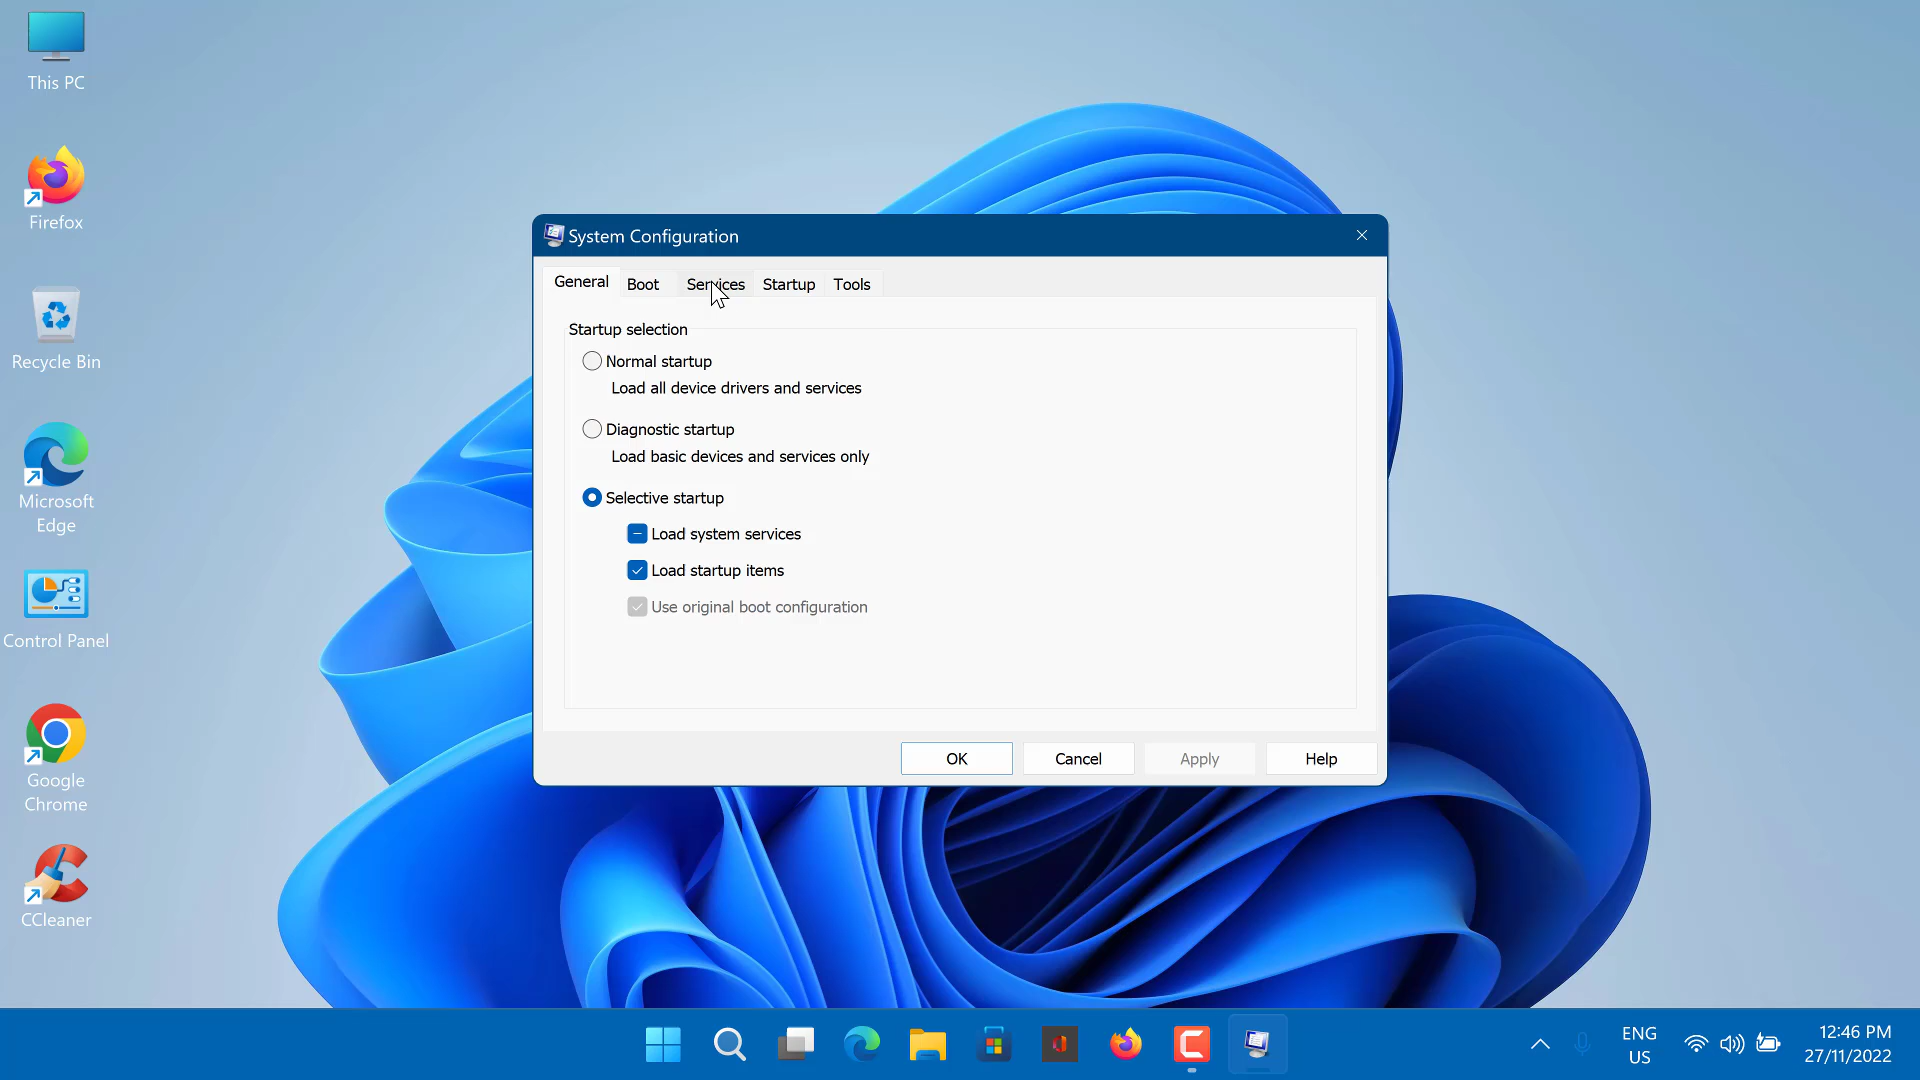 This PC
Firefox
Recycle Bin
Microsoft
Edge
Control Panel
Google
Chrome
CCleaner
System Configuration
General
Boot
Services
Startup
Tools
Startup selection
Normal startup
Load all device drivers and services
Diagnostic startup
Load basic devices and services only
Selective startup
Load system services
Load startup items
Use original boot configuration
OK
Cancel
Apply
Help
ENG
US
12:46 PM
27/11/2022